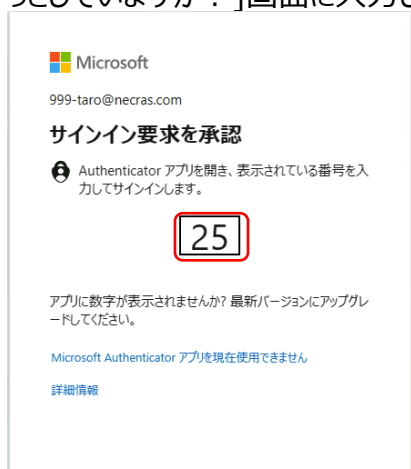 うとしていますか？]画面に入力し
Microsoft
999-taro@necras.com
サインイン要求を承認
Authenticator アプリを開き、表示されている番号を入
力してサインインします。
25
アプリに数字が表示されませんか? 最新バージョンにアップグレ
ードしてください。
Microsoft Authenticator アプリを現在使用できません
詳細情報